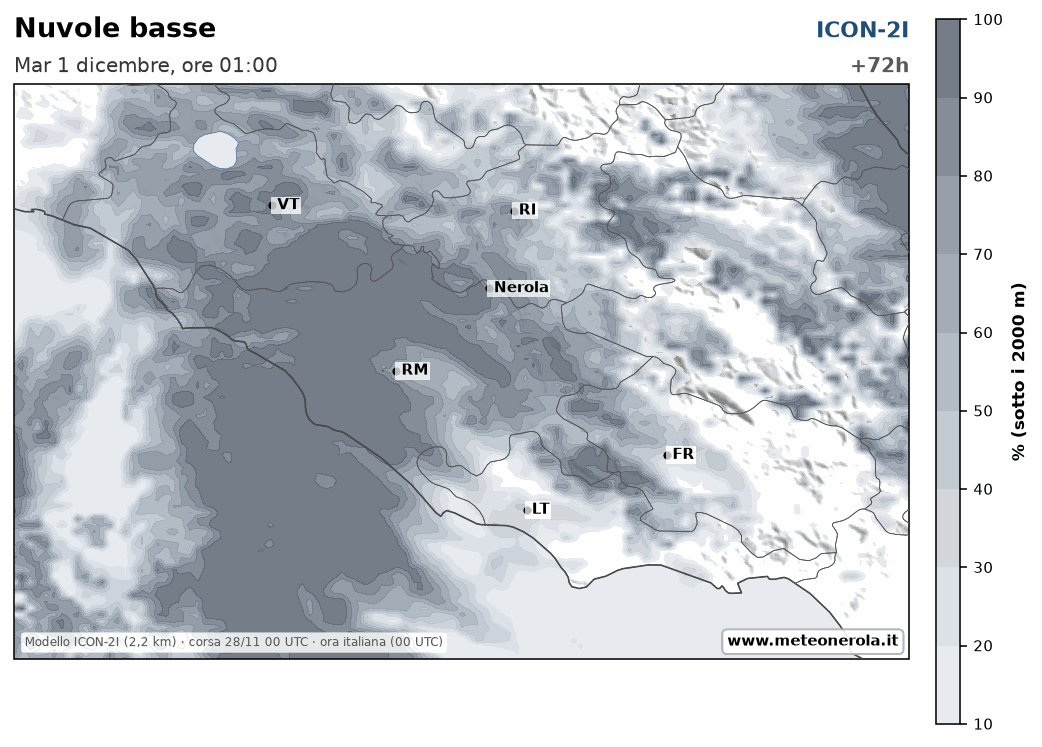 Nuvole basse
ICON-2I
Mar 1 dicembre, ore 01:00
+72h
VT
RI
Nerola
RM
FR
LT
Modello ICON-2I (2,2 km) · corsa 28/11 00 UTC · ora italiana (00 UTC)
www.meteonerola.it
100
90
80
70
60
50
40
30
20
10
% (sotto i 2000 m)